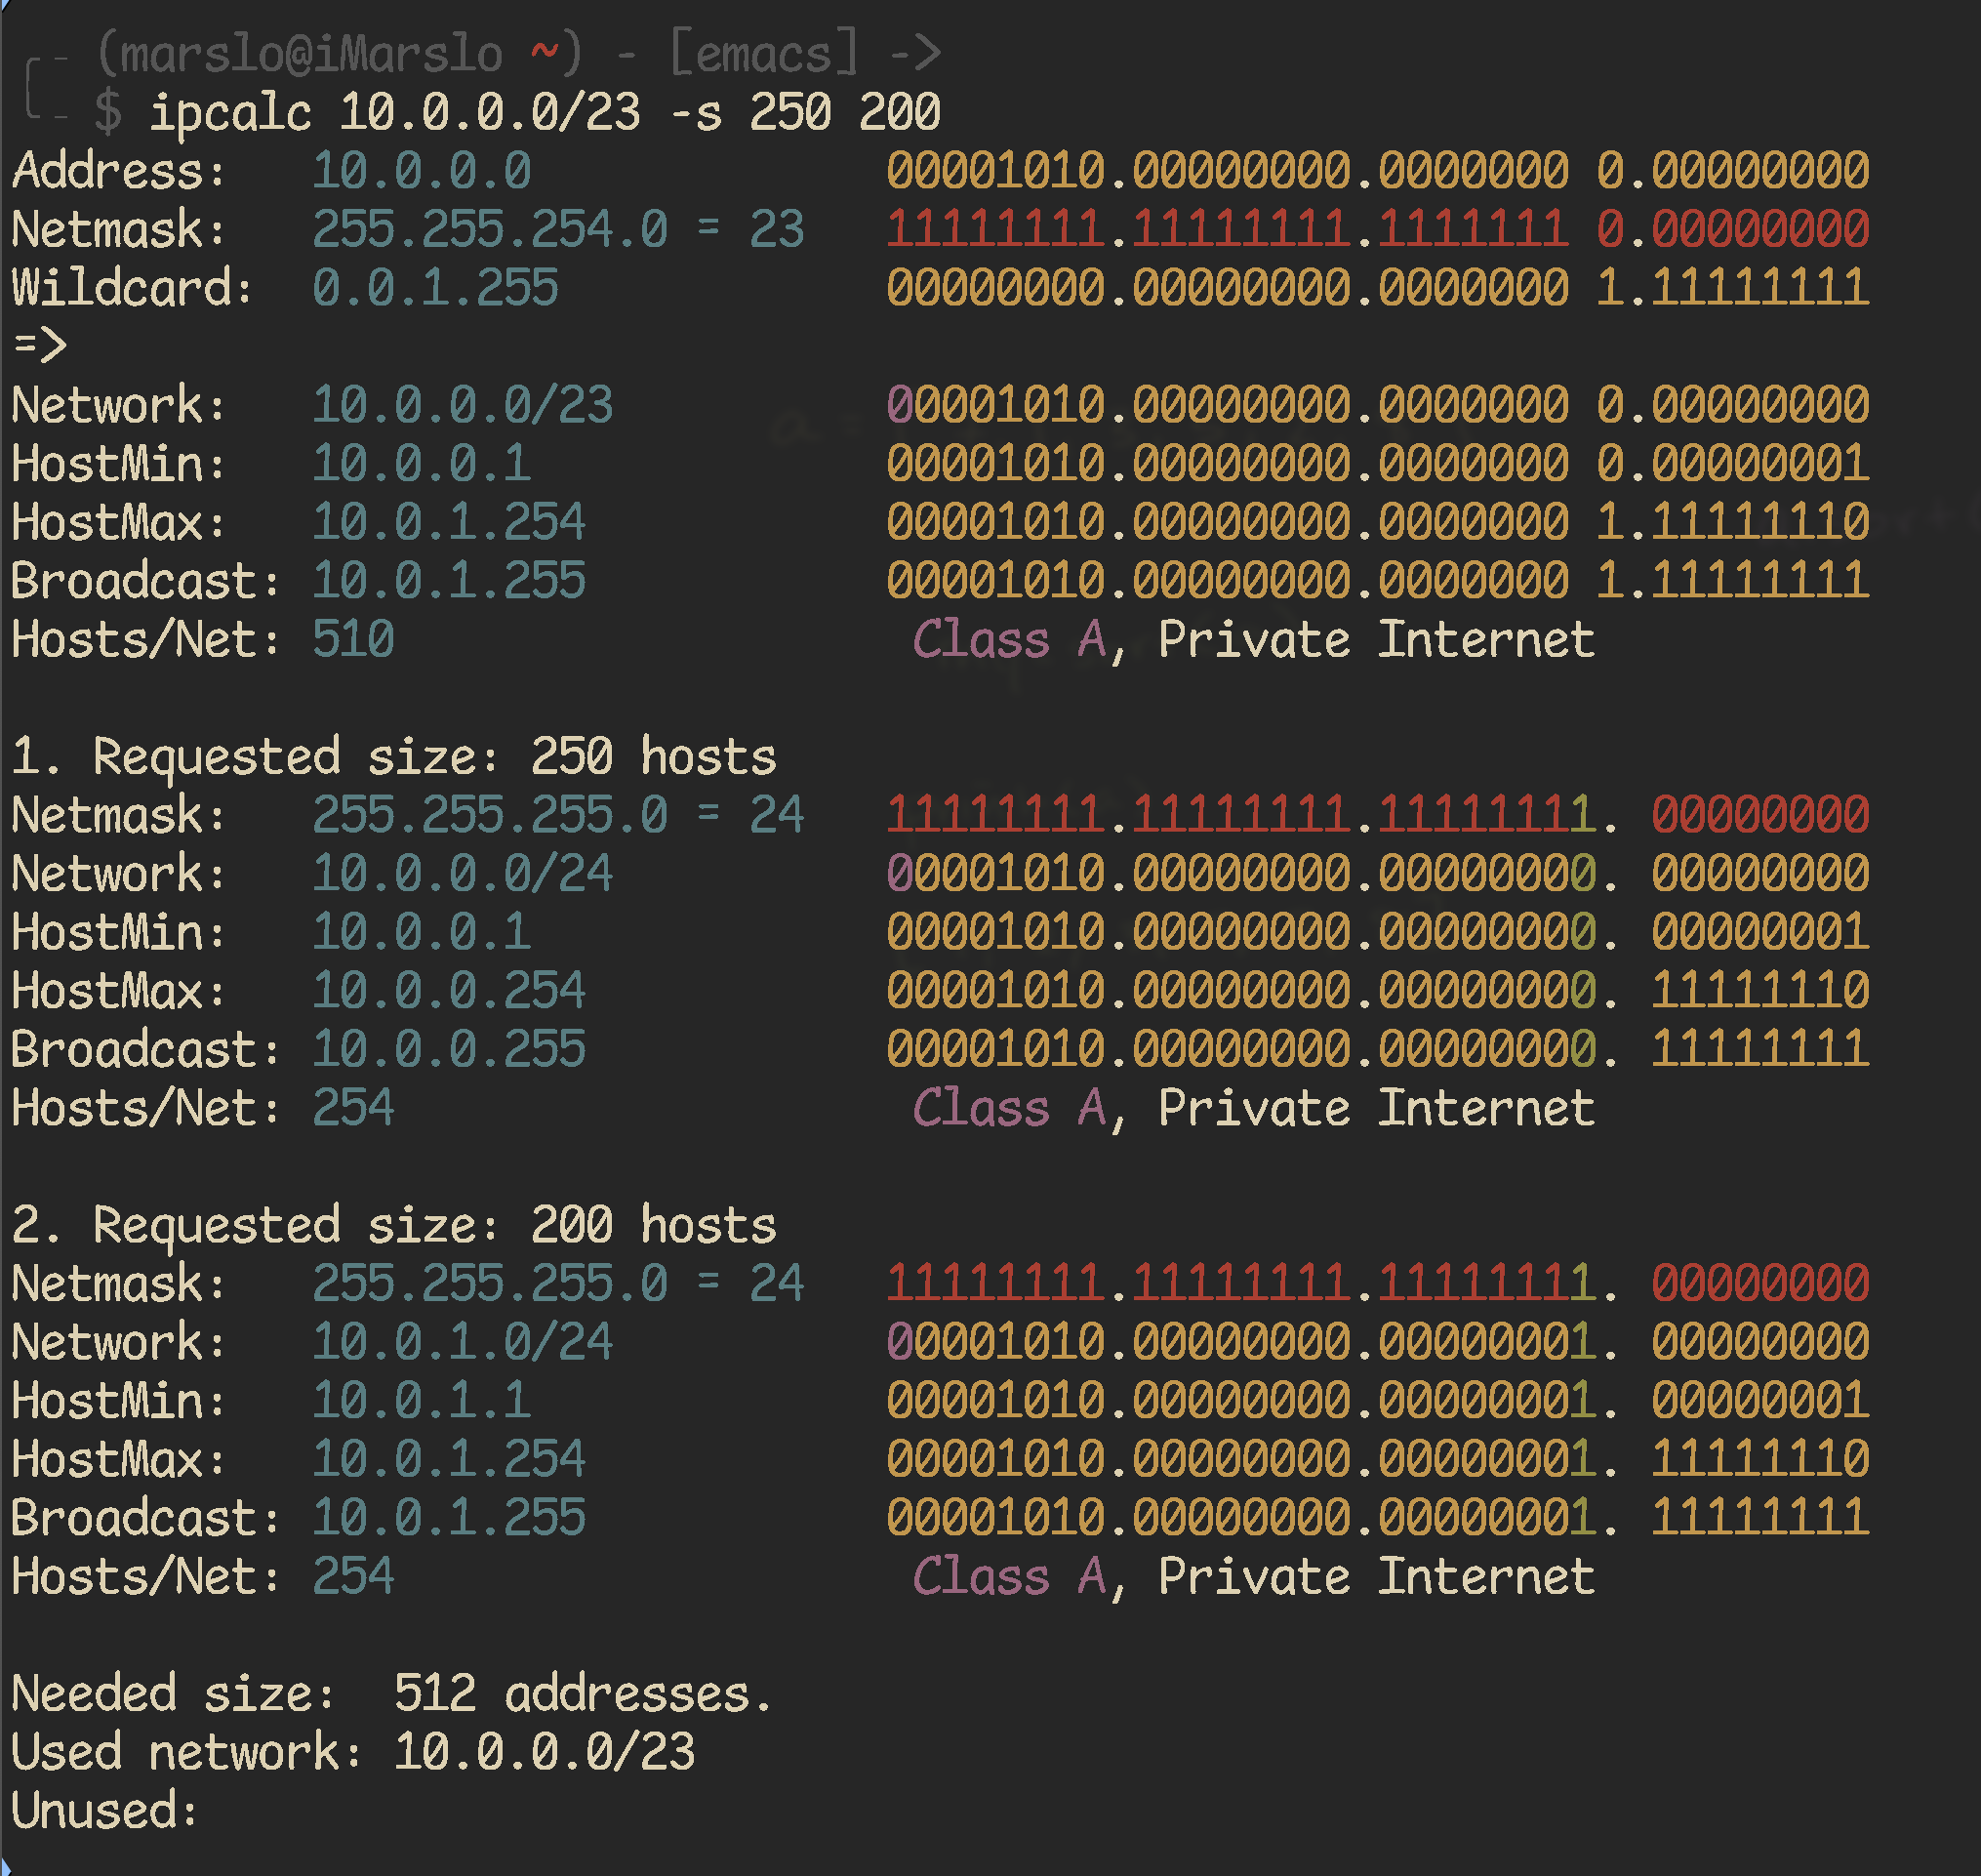 (marslo@iMarslo ~) - [emacs] ->
$ ipcalc 10.0.0.0/23 -s 250 200
Address:   10.0.0.0             00001010.00000000.0000000 0.00000000
Netmask:   255.255.254.0 = 23   11111111.11111111.1111111 0.00000000
Wildcard:  0.0.1.255            00000000.00000000.0000000 1.11111111
=>
Network:   10.0.0.0/23          00001010.00000000.0000000 0.00000000
HostMin:   10.0.0.1             00001010.00000000.0000000 0.00000001
HostMax:   10.0.1.254           00001010.00000000.0000000 1.11111110
Broadcast: 10.0.1.255           00001010.00000000.0000000 1.11111111
Hosts/Net: 510                   Class A, Private Internet

1. Requested size: 250 hosts
Netmask:   255.255.255.0 = 24   11111111.11111111.11111111. 00000000
Network:   10.0.0.0/24          00001010.00000000.00000000. 00000000
HostMin:   10.0.0.1             00001010.00000000.00000000. 00000001
HostMax:   10.0.0.254           00001010.00000000.00000000. 11111110
Broadcast: 10.0.0.255           00001010.00000000.00000000. 11111111
Hosts/Net: 254                   Class A, Private Internet

2. Requested size: 200 hosts
Netmask:   255.255.255.0 = 24   11111111.11111111.11111111. 00000000
Network:   10.0.1.0/24          00001010.00000000.00000001. 00000000
HostMin:   10.0.1.1             00001010.00000000.00000001. 00000001
HostMax:   10.0.1.254           00001010.00000000.00000001. 11111110
Broadcast: 10.0.1.255           00001010.00000000.00000001. 11111111
Hosts/Net: 254                   Class A, Private Internet

Needed size:  512 addresses.
Used network: 10.0.0.0/23
Unused: